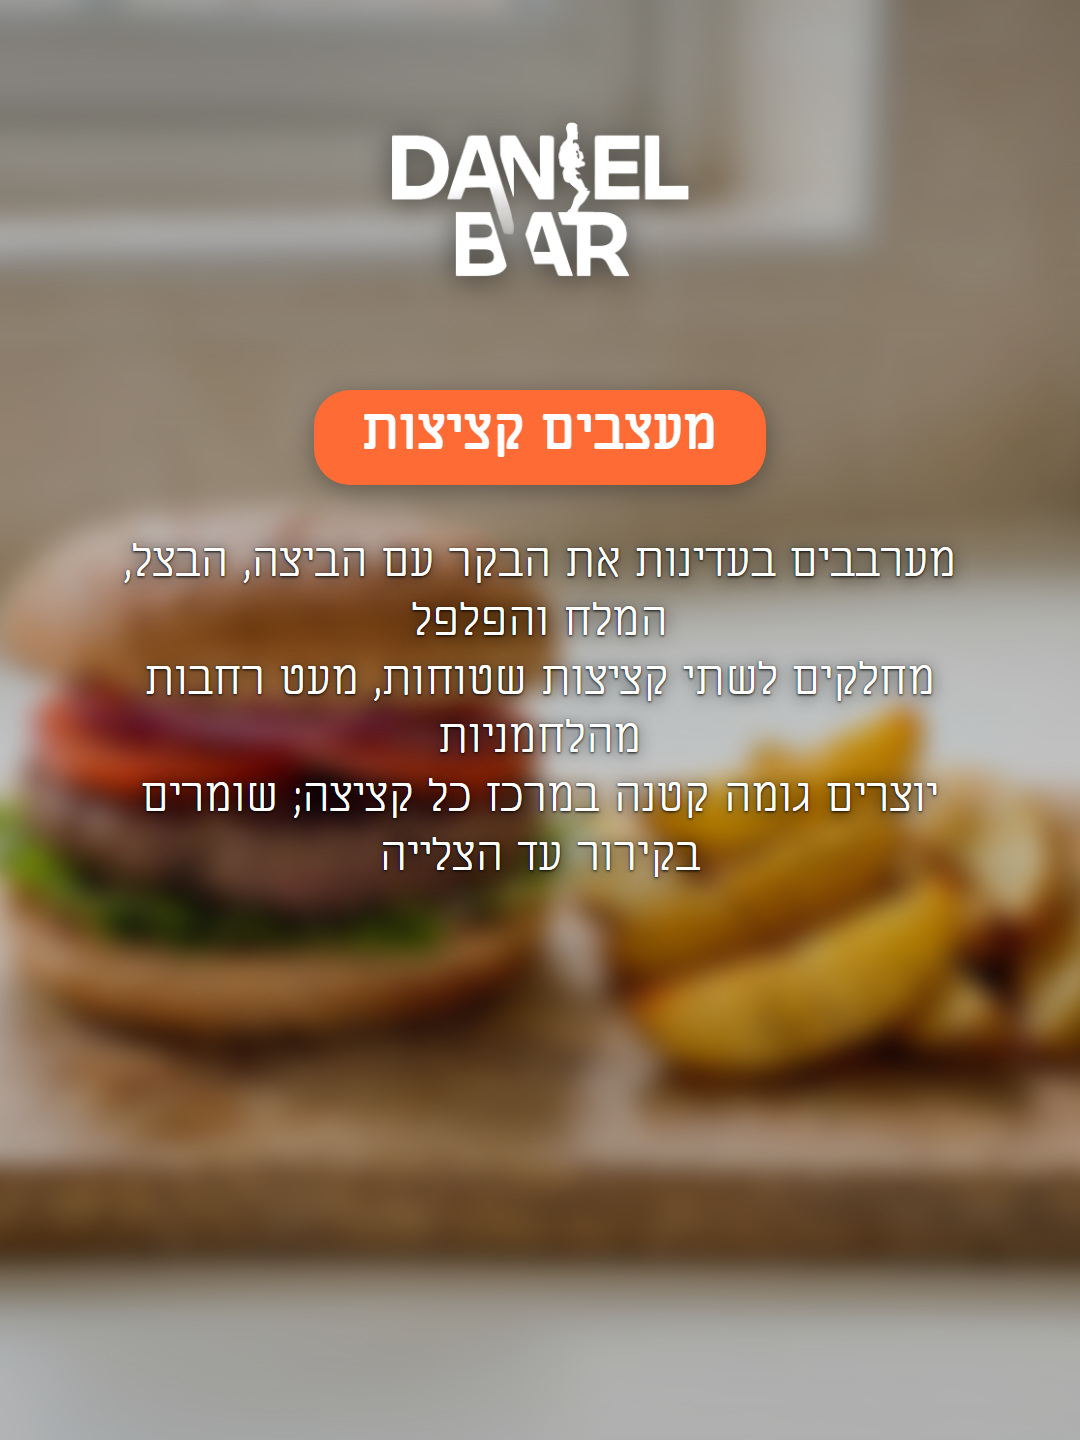 DANIEL
BAR
מעצבים קציצות
מערבבים בעדינות את הבקר עם הביצה, הבצל,
המלח והפלפל
מחלקים לשתי קציצות שטוחות, מעט רחבות
מהלחמניות
יוצרים גומה קטנה במרכז כל קציצה; שומרים
בקירור עד הצלייה